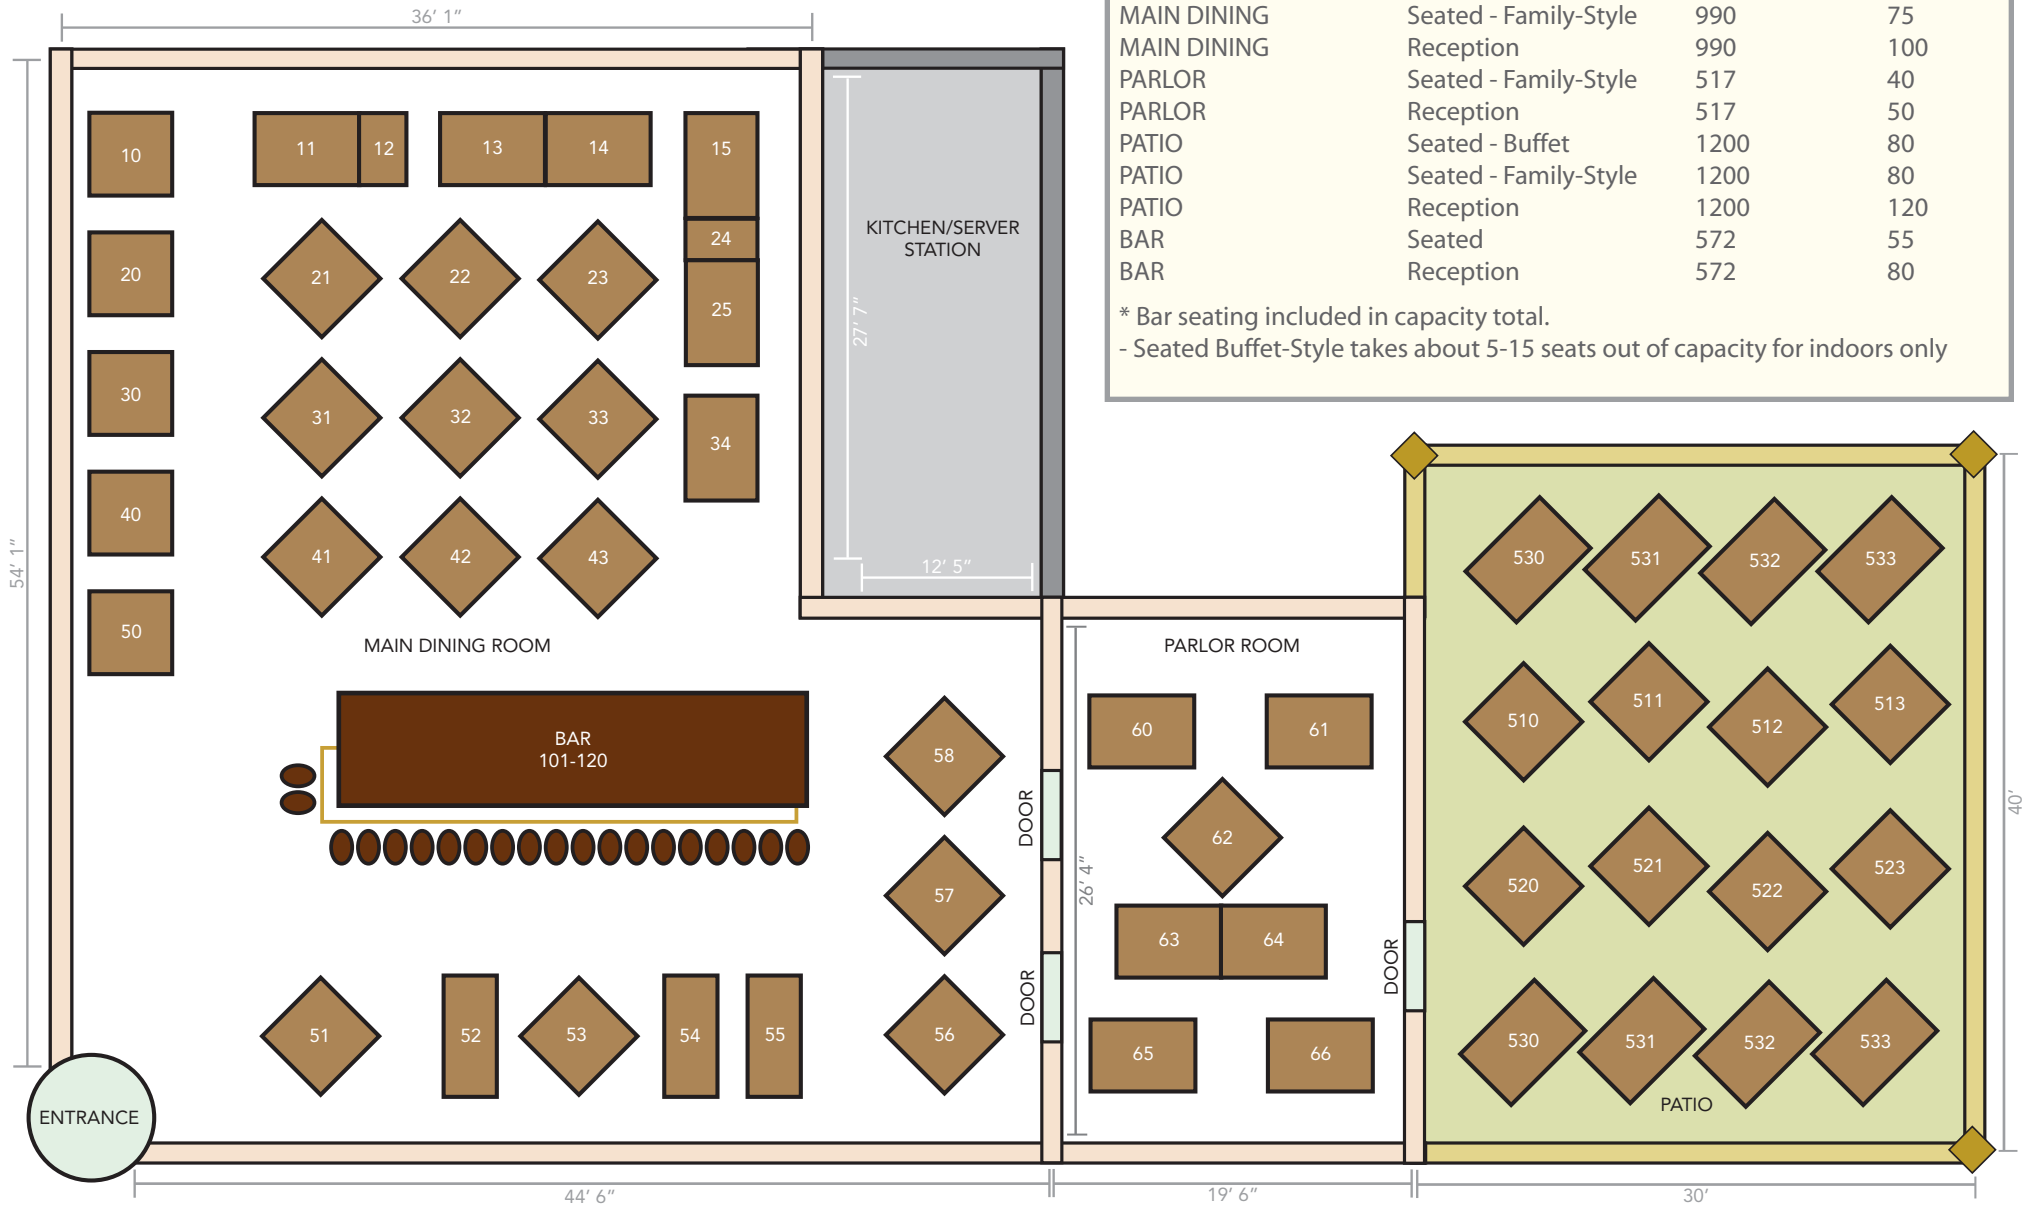 36' 1"
MAIN DINING Seated - Family-Style 990 75
MAIN DINING Reception 990 100
PARLOR Seated - Family-Style 517 40
PARLOR Reception 517 50
PATIO Seated - Buffet 1200 80
PATIO Seated - Family-Style 1200 80
PATIO Reception 1200 120
BAR Seated 572 55
BAR Reception 572 80
* Bar seating included in capacity total.
- Seated Buffet-Style takes about 5-15 seats out of capacity for indoors only
10 11 12 13 14 15
KITCHEN/SERVER
STATION
24
20 21 22 23
25
27' 7"
30 31 32 33 34
40 41 42 43
12' 5"
54' 1"
50
MAIN DINING ROOM
BAR
101-120
58
57
51 52 53 54 55 56
DOOR
DOOR
ENTRANCE
44' 6"
PARLOR ROOM
26' 4"
60 61
62
63 64
65 66
DOOR
19' 6"
530 531 532 533
510 511 512 513
520 521 522 523
530 531 532 533
PATIO
40'
30'